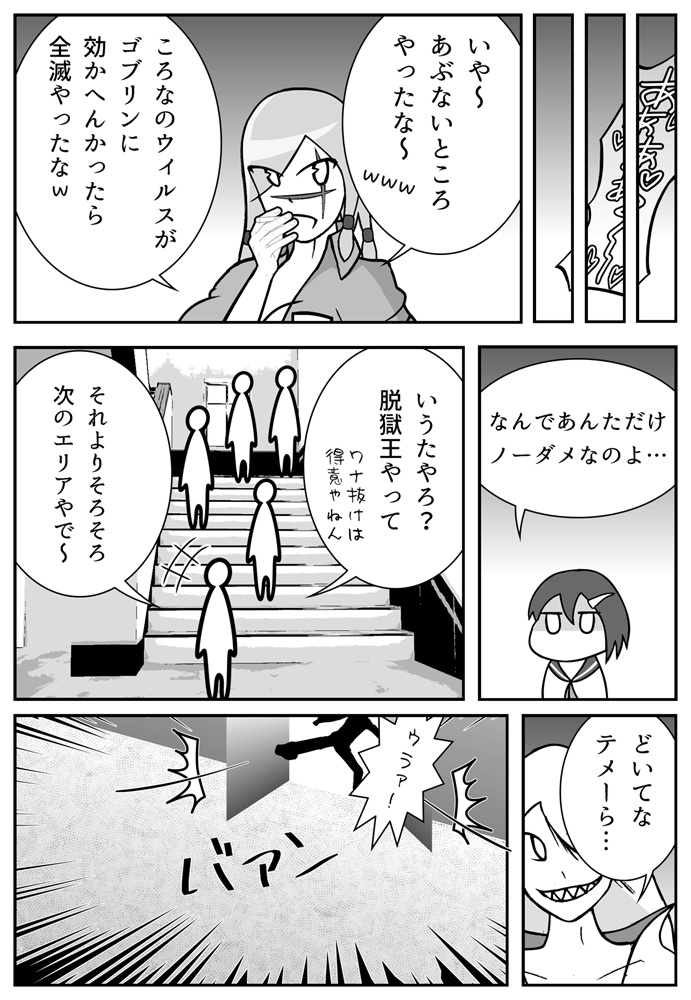 いや〜
あぶないところ
やったな〜
www
ころなのウィルスが
ゴブリンに
効かへんかったら
全滅やったなw
なんであんただけ
ノーダメなのよ…
いうたやろ？
脱獄王やって
ワナ抜けは
得意やねん
それよりそろそろ
次のエリアやで〜
どいてな
テメーら…
ウラァ！
バァン